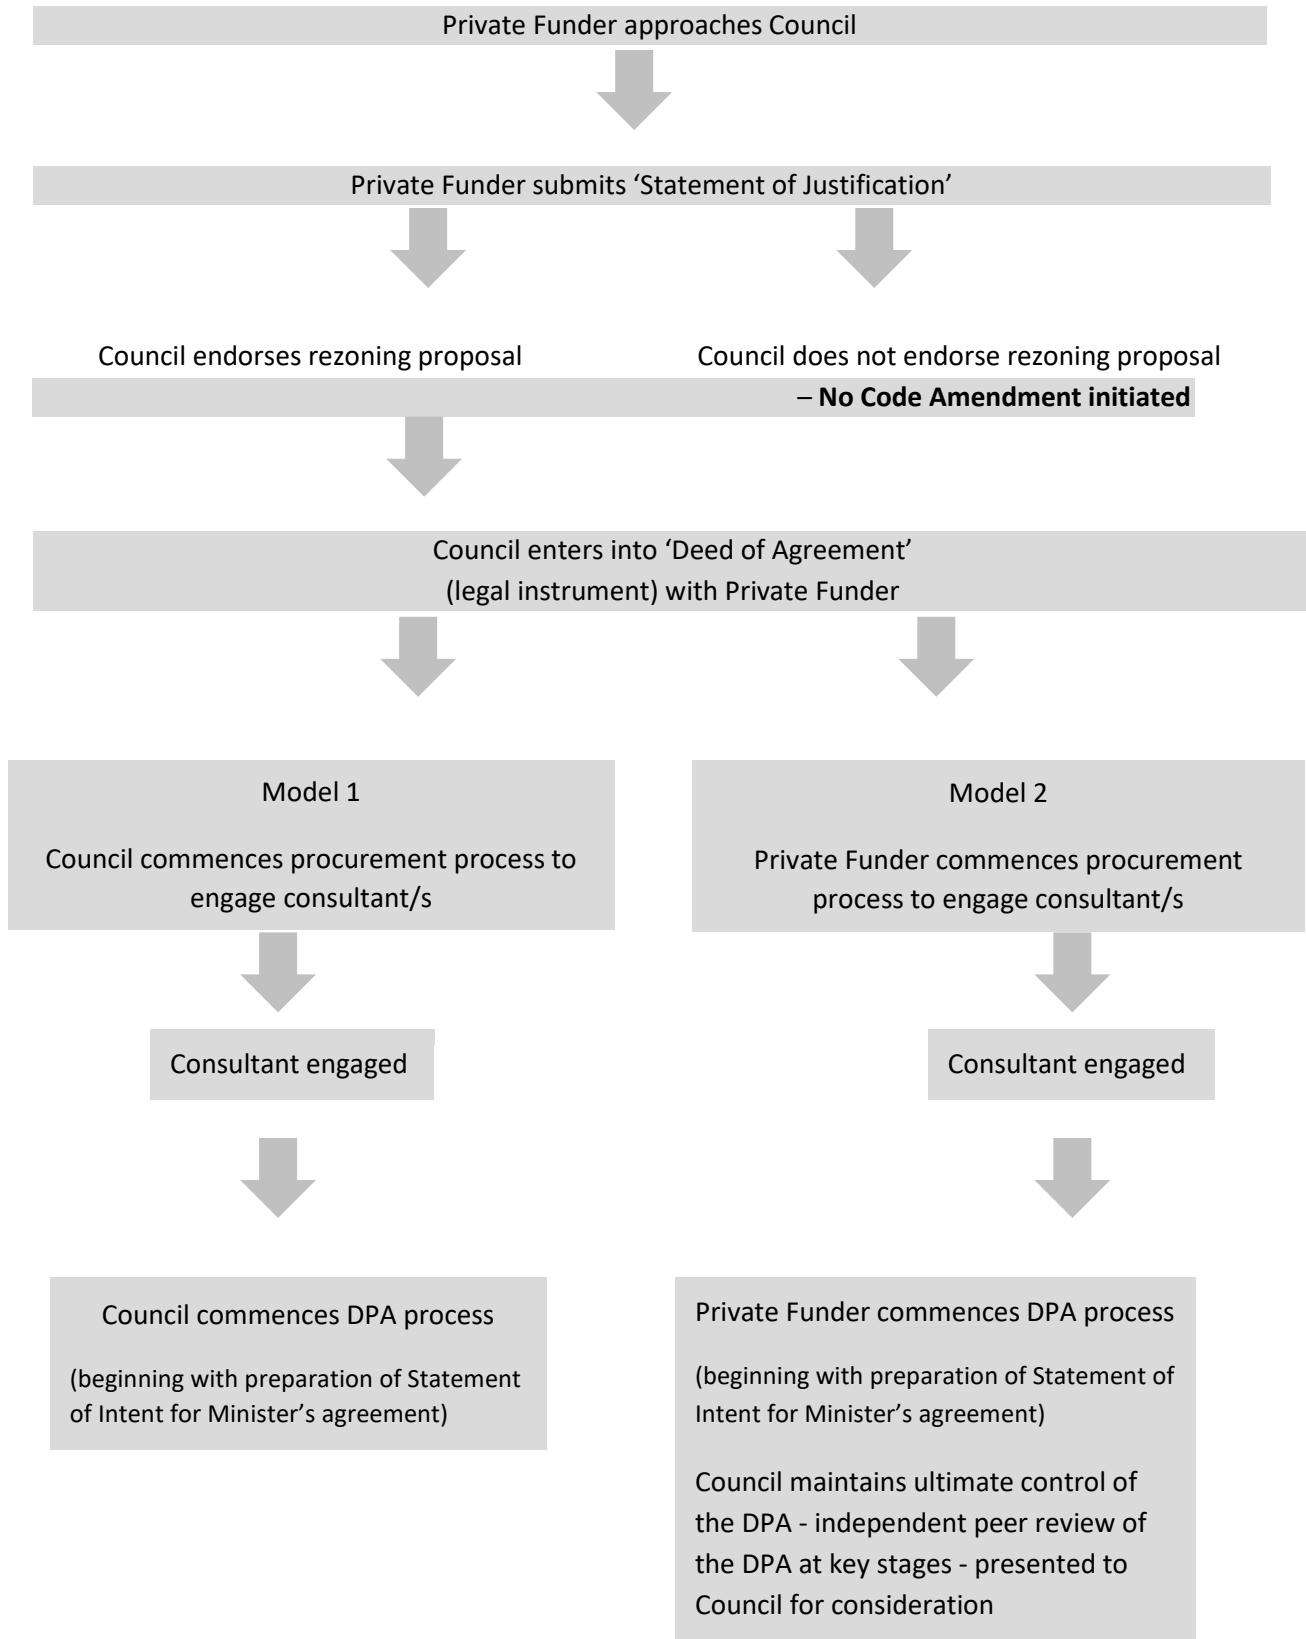 Private Funder approaches Council
Private Funder submits ‘Statement of Justification’
Council endorses rezoning proposal
Council does not endorse rezoning proposal
– No Code Amendment initiated
Council enters into ‘Deed of Agreement’
(legal instrument) with Private Funder
Model 1
Council commences procurement process to
engage consultant/s
Model 2
Private Funder commences procurement
process to engage consultant/s
Consultant engaged
Consultant engaged
Council commences DPA process
(beginning with preparation of Statement
of Intent for Minister’s agreement)
Private Funder commences DPA process
(beginning with preparation of Statement of
Intent for Minister’s agreement)
Council maintains ultimate control of
the DPA - independent peer review of
the DPA at key stages - presented to
Council for consideration